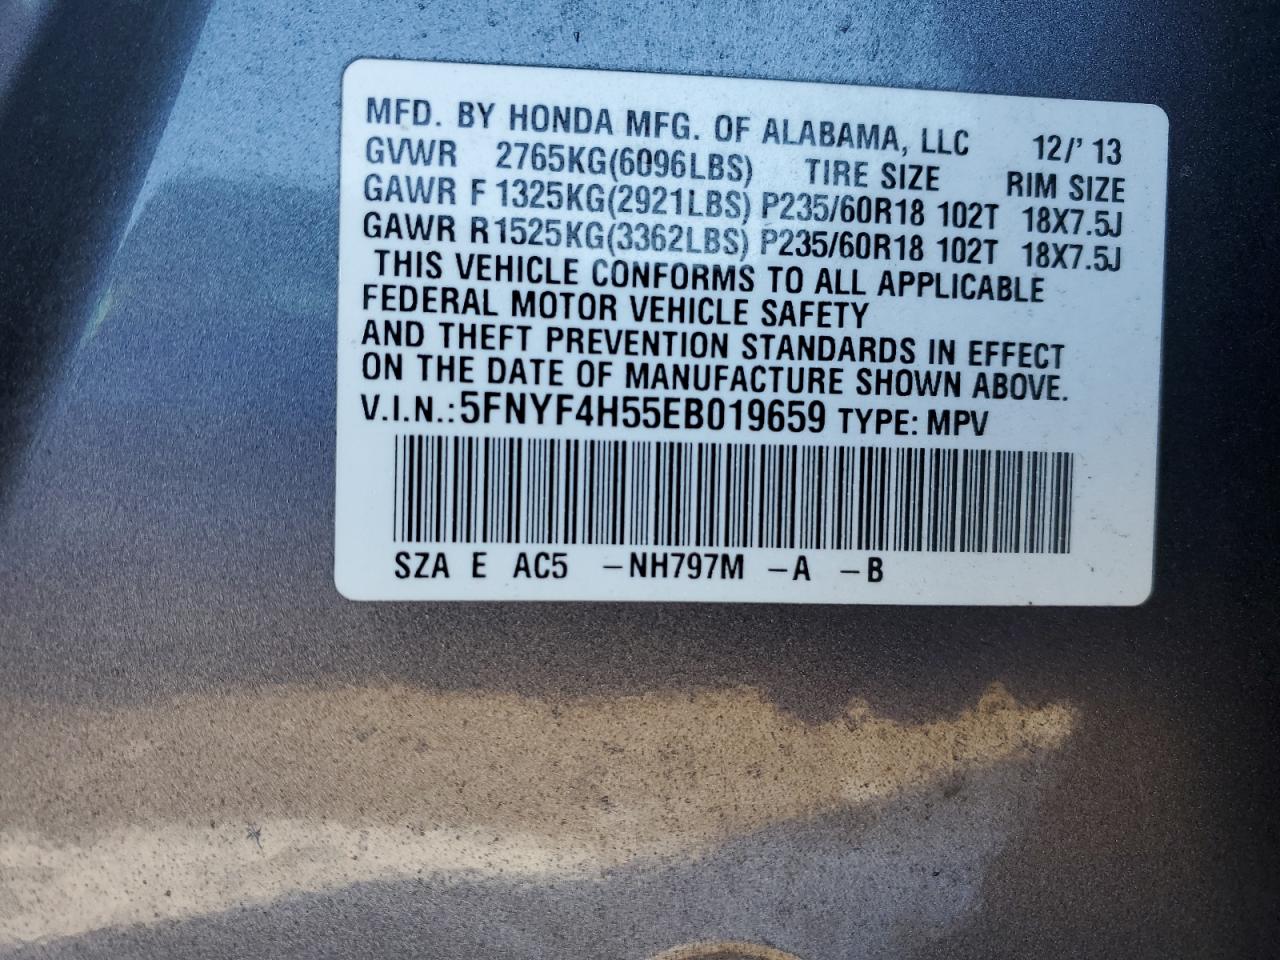 MFD. BY HONDA MFG. OF ALABAMA, LLC 12/' 13
GVWR 2765KG(6096LBS) TIRE SIZE RIM SIZE
GAWR F 1325KG(2921LBS) P235/60R18 102T 18X7.5J
GAWR R1525KG(3362LBS) P235/60R18 102T 18X7.5J
THIS VEHICLE CONFORMS TO ALL APPLICABLE
FEDERAL MOTOR VEHICLE SAFETY
AND THEFT PREVENTION STANDARDS IN EFFECT
ON THE DATE OF MANUFACTURE SHOWN ABOVE.
V.I.N.:5FNYF4H55EB019659 TYPE: MPV
SZA E AC5 –NH797M –A –B